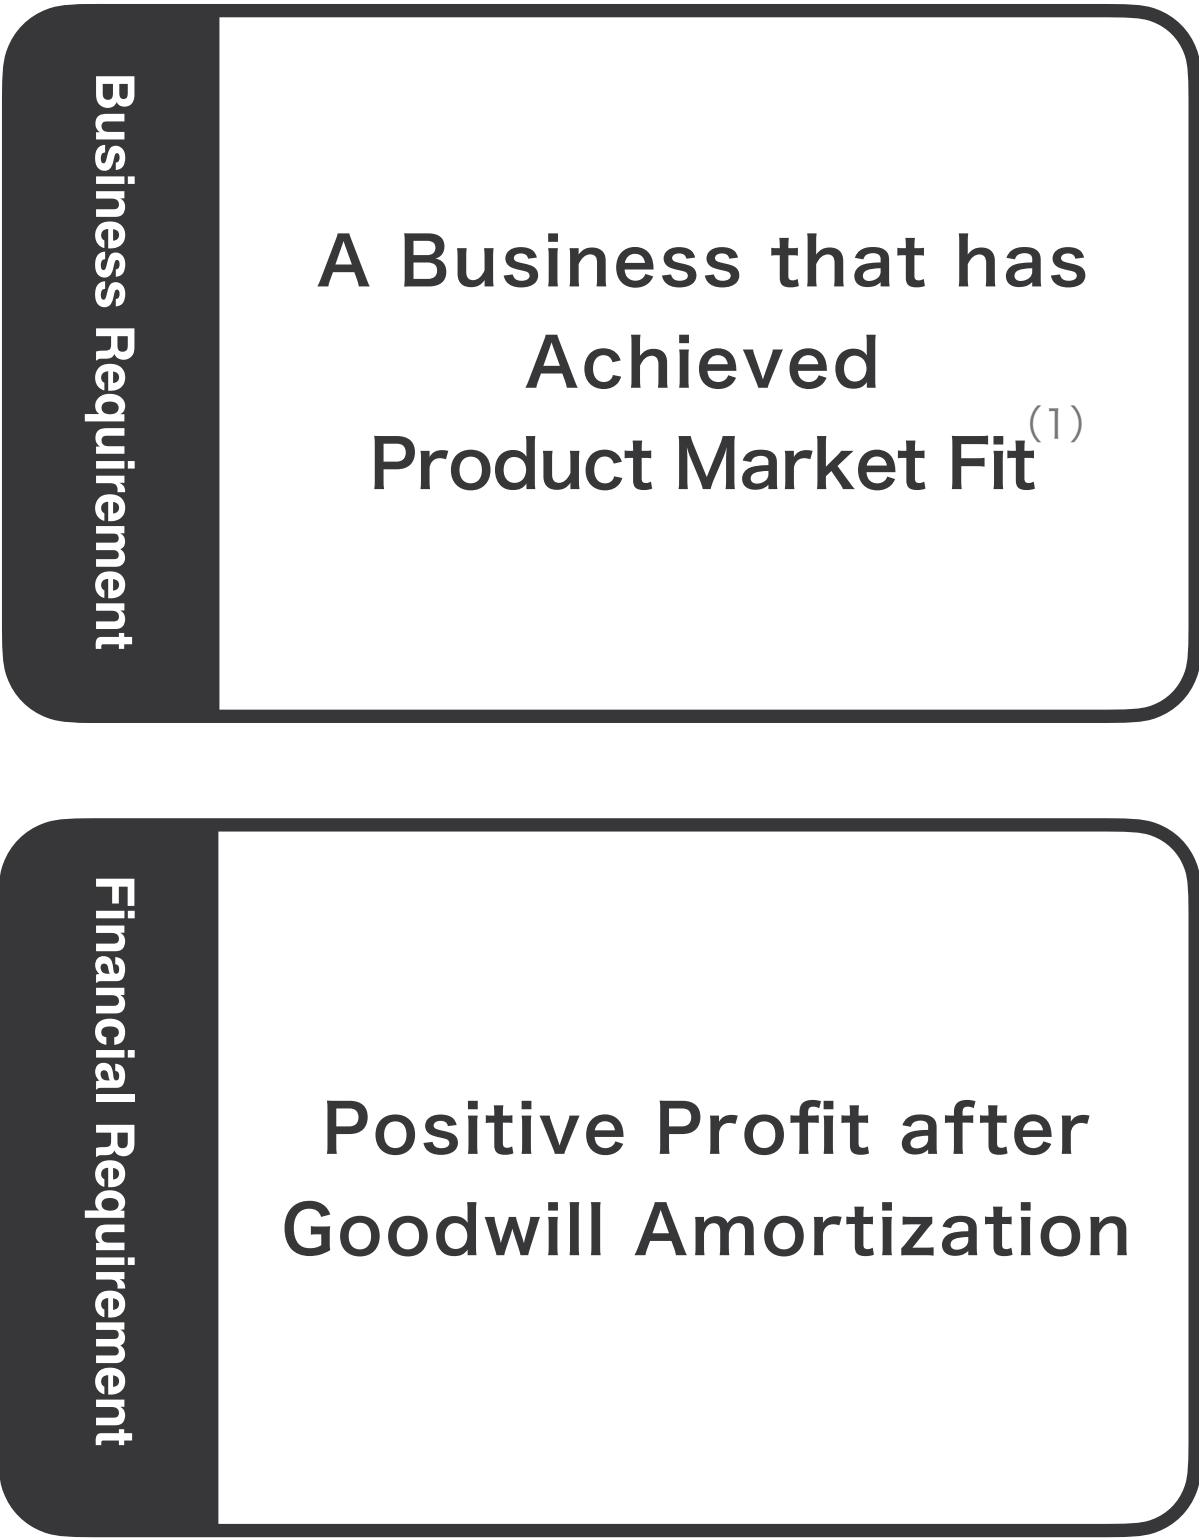 Business Requirement
A Business that has
Achieved
Product Market Fit(1)
Financial Requirement
Positive Profit after
Goodwill Amortization